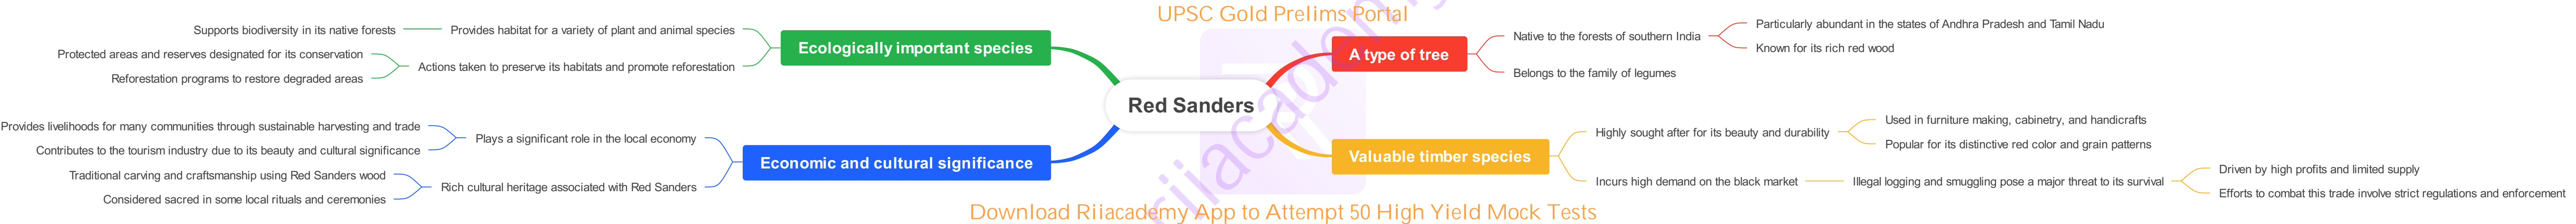 UPSC Gold Prelims Portal
Red Sanders
A type of tree
Native to the forests of southern India
Particularly abundant in the states of Andhra Pradesh and Tamil Nadu
Known for its rich red wood
Belongs to the family of legumes
Valuable timber species
Highly sought after for its beauty and durability
Used in furniture making, cabinetry, and handicrafts
Popular for its distinctive red color and grain patterns
Incurs high demand on the black market
Illegal logging and smuggling pose a major threat to its survival
Driven by high profits and limited supply
Efforts to combat this trade involve strict regulations and enforcement
Ecologically important species
Provides habitat for a variety of plant and animal species
Supports biodiversity in its native forests
Actions taken to preserve its habitats and promote reforestation
Protected areas and reserves designated for its conservation
Reforestation programs to restore degraded areas
Economic and cultural significance
Plays a significant role in the local economy
Provides livelihoods for many communities through sustainable harvesting and trade
Contributes to the tourism industry due to its beauty and cultural significance
Rich cultural heritage associated with Red Sanders
Traditional carving and craftsmanship using Red Sanders wood
Considered sacred in some local rituals and ceremonies
riiacademy
Download Riiacademy App to Attempt 50 High Yield Mock Tests